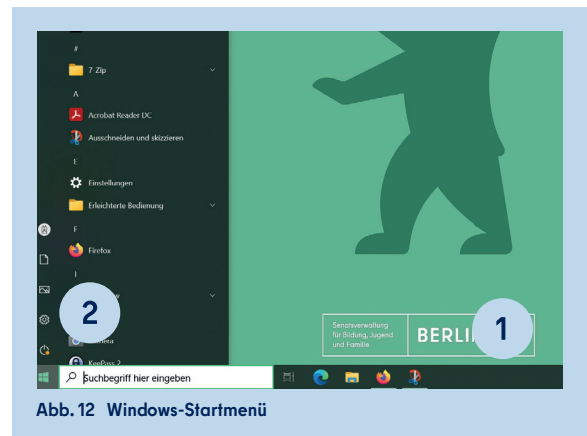 #
7-Zip
A
Acrobat Reader DC
Ausschneiden und skizzieren
E
Einstellungen
Erleichterte Bedienung
F
Firefox
I
2
KeePass 2
Senatsverwaltung
für Bildung, Jugend
und Familie
1
Suchbegriff hier eingeben
Abb. 12 Windows-Startmenü